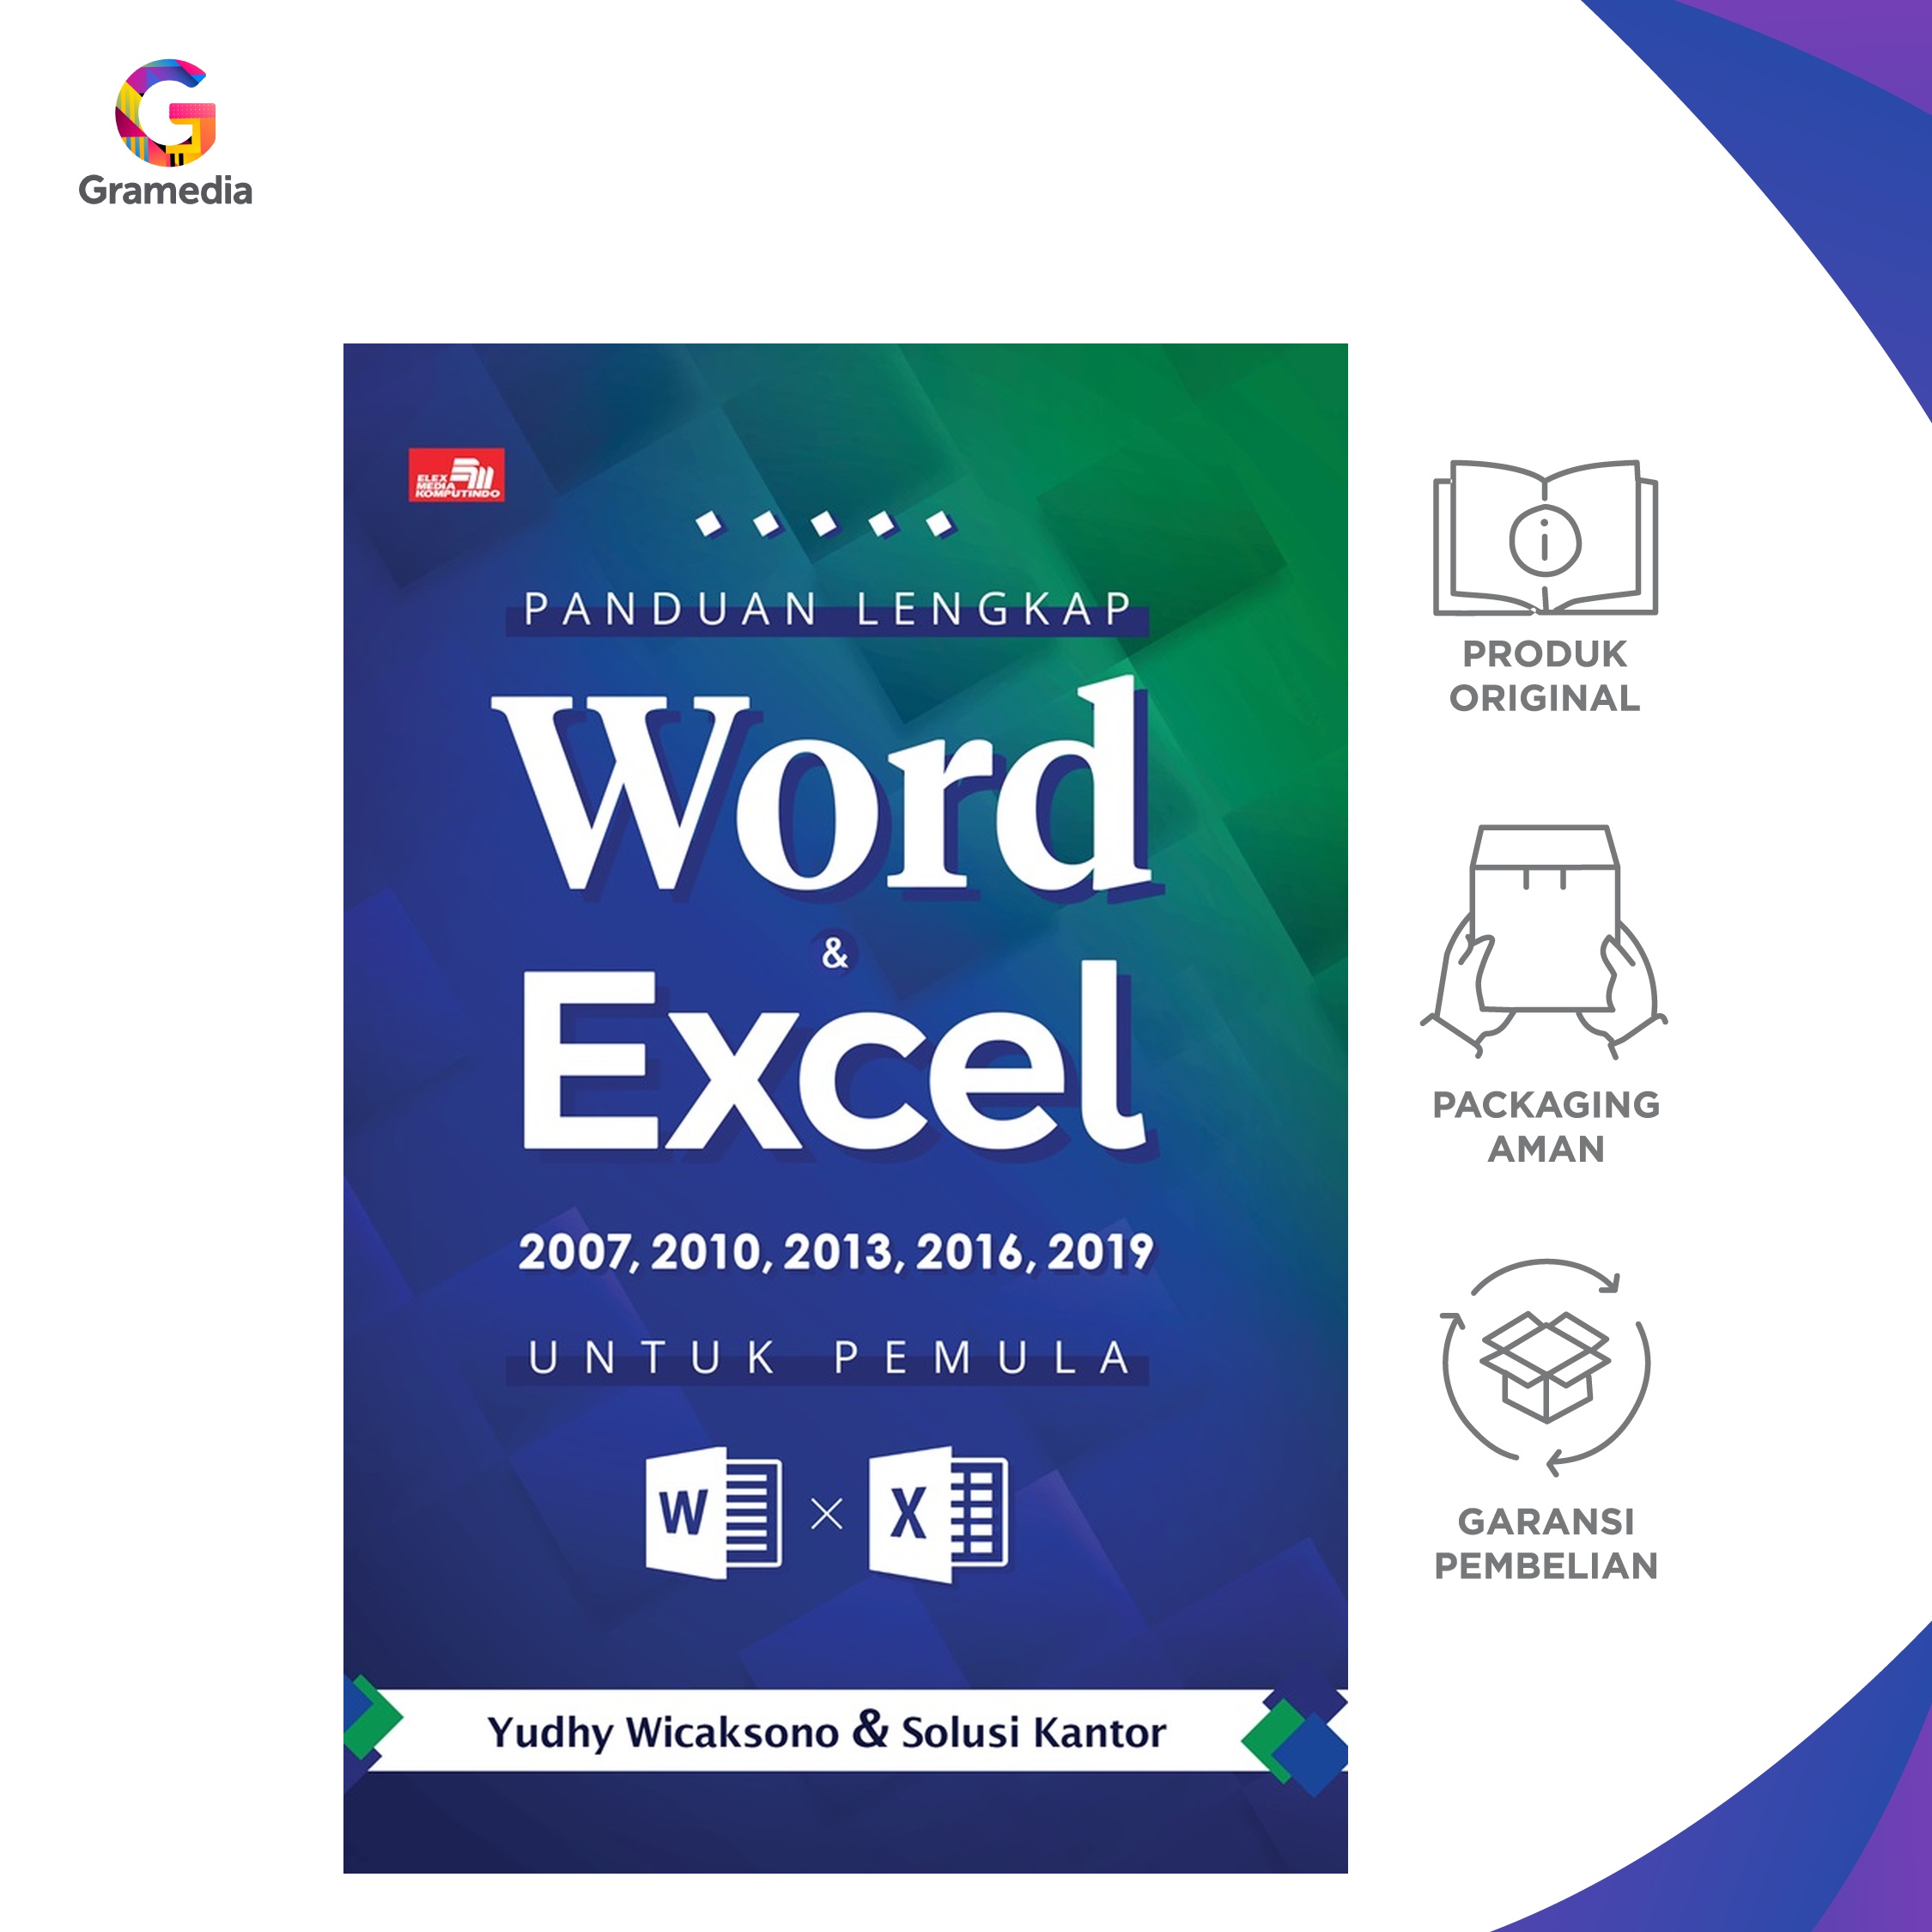 G
Gramedia
ELEX
MEDIA
KOMPUTINDO
PANDUAN LENGKAP
Word
&
Excel
2007, 2010, 2013, 2016, 2019
UNTUK PEMULA
W X
Yudhy Wicaksono & Solusi Kantor
i
PRODUK
ORIGINAL
PACKAGING
AMAN
GARANSI
PEMBELIAN